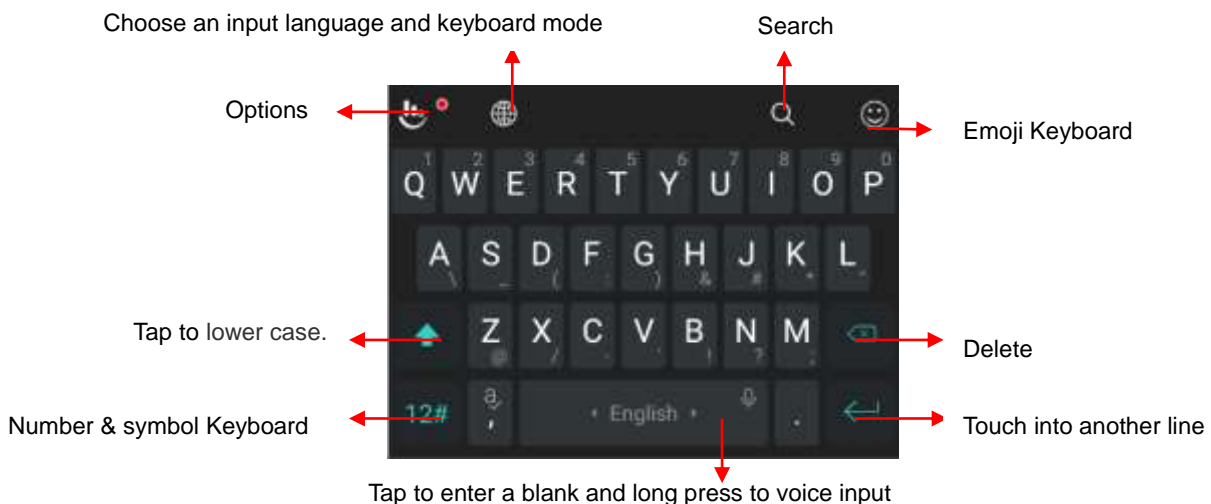 Choose an input language and keyboard mode
Search
Options
Emoji Keyboard
1 2 3 4 5 6 7 8 9 0
Q W E R T Y U I O P
A S D F G H J K L
\ _ ( : ) & #
Tap to lower case.
Z X C V B N M
@ / ! ? ;
Delete
Number & symbol Keyboard
12# a , English .
Touch into another line
Tap to enter a blank and long press to voice input